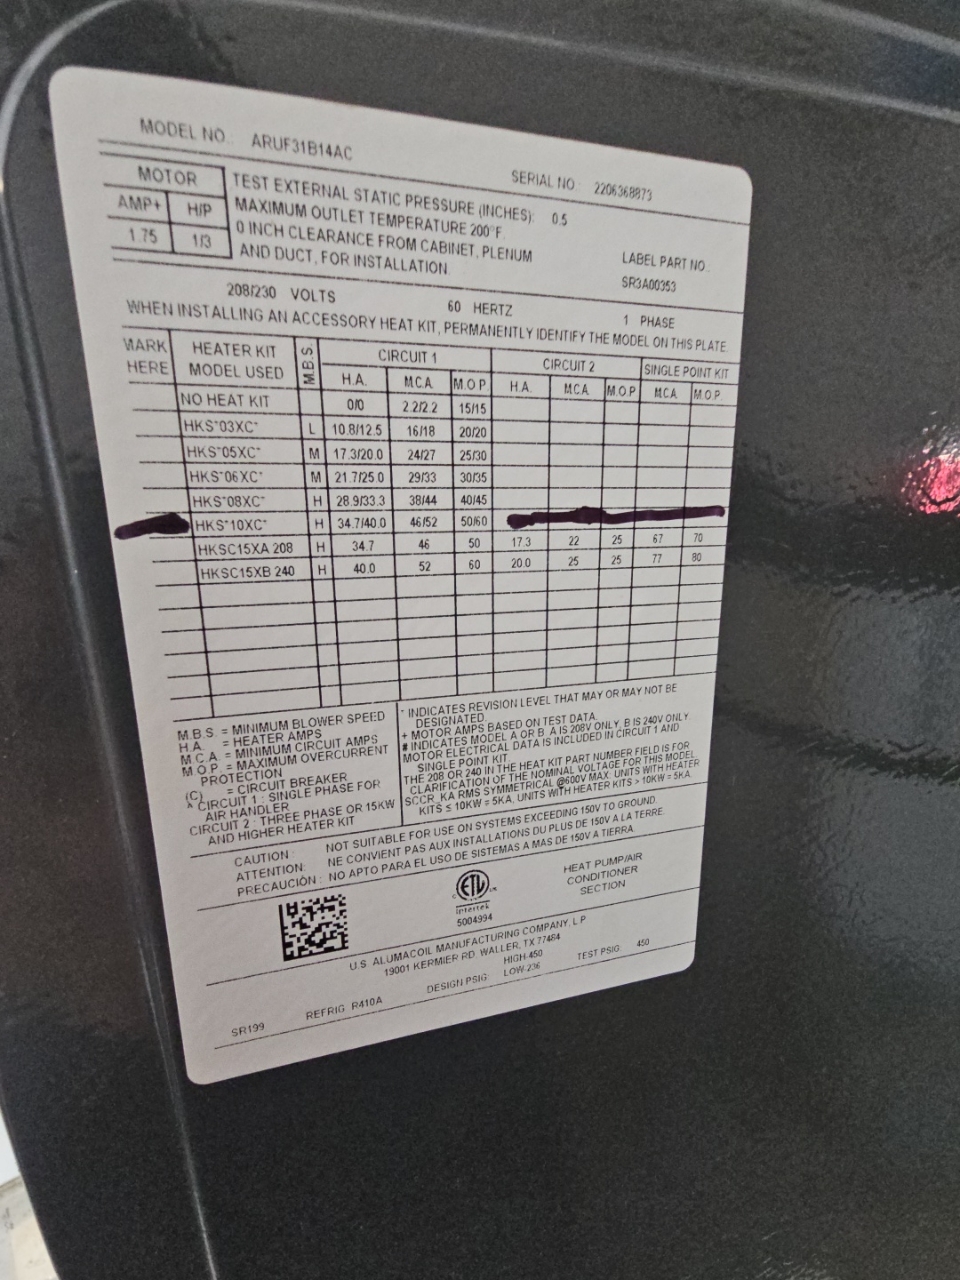 MODEL NO. ARUF31B14AC
SERIAL NO: 2206368873
MOTOR
AMP+ H/P
1.75 1/3
TEST EXTERNAL STATIC PRESSURE (INCHES): 0.5
MAXIMUM OUTLET TEMPERATURE 200°F.
0 INCH CLEARANCE FROM CABINET, PLENUM
AND DUCT, FOR INSTALLATION.
LABEL PART NO.
SR3A00353
208/230 VOLTS 60 HERTZ 1 PHASE
WHEN INSTALLING AN ACCESSORY HEAT KIT, PERMANENTLY IDENTIFY THE MODEL ON THIS PLATE.
MARK HERE HEATER KIT MODEL USED M.B.S CIRCUIT 1 CIRCUIT 2 SINGLE POINT KIT
H.A. M.C.A. M.O.P. H.A. M.C.A. M.O.P M.C.A. M.O.P.
NO HEAT KIT 0/0 2.2/2.2 15/15
HKS*03XC* L 10.8/12.5 16/18 20/20
HKS*05XC* M 17.3/20.0 24/27 25/30
HKS*06XC* M 21.7/25.0 29/33 30/35
HKS*08XC* H 28.9/33.3 38/44 40/45
HKS*10XC* H 34.7/40.0 46/52 50/60
HKSC15XA 208 H 34.7 46 50 17.3 22 25 67 70
HKSC15XB 240 H 40.0 52 60 20.0 25 25 77 80
M.B.S. = MINIMUM BLOWER SPEED
H.A. = HEATER AMPS
M.C.A. = MINIMUM CIRCUIT AMPS
M.O.P. = MAXIMUM OVERCURRENT
PROTECTION
(C) = CIRCUIT BREAKER
^ CIRCUIT 1 : SINGLE PHASE FOR
AIR HANDLER
CIRCUIT 2 : THREE PHASE OR 15KW
AND HIGHER HEATER KIT
* INDICATES REVISION LEVEL THAT MAY OR MAY NOT BE
DESIGNATED.
+ MOTOR AMPS BASED ON TEST DATA.
# INDICATES MODEL A OR B. A IS 208V ONLY, B IS 240V ONLY
MOTOR ELECTRICAL DATA IS INCLUDED IN CIRCUIT 1 AND
SINGLE POINT KIT.
THE 208 OR 240 IN THE HEAT KIT PART NUMBER FIELD IS FOR
CLARIFICATION OF THE NOMINAL VOLTAGE FOR THIS MODEL
SCCR_KA RMS SYMMETRICAL @600V MAX: UNITS WITH HEATER
KITS ≤ 10KW = 5KA, UNITS WITH HEATER KITS > 10KW = 5KA.
CAUTION : NOT SUITABLE FOR USE ON SYSTEMS EXCEEDING 150V TO GROUND.
ATTENTION: NE CONVIENT PAS AUX INSTALLATIONS DU PLUS DE 150V A LA TERRE.
PRECAUCIÓN : NO APTO PARA EL USO DE SISTEMAS A MAS DE 150V A TIERRA.
ETL
Intertek
5004994
HEAT PUMP/AIR
CONDITIONER
SECTION
U.S. ALUMACOIL MANUFACTURING COMPANY, L.P.
19001 KERMIER RD. WALLER, TX 77484
SR199 REFRIG R410A DESIGN PSIG: HIGH-450 LOW-236 TEST PSIG 450